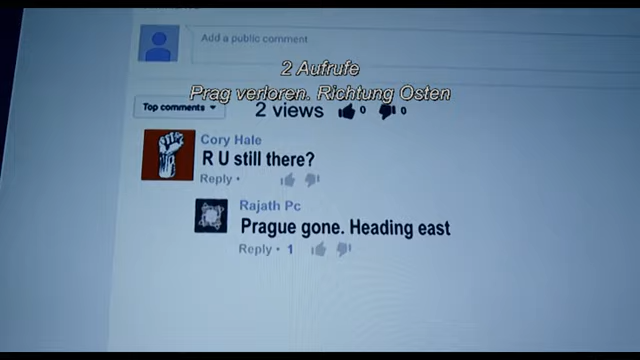 Add a public comment
2 Aufrufe
Prag verloren. Richtung Osten
Top comments
2 views 0 0
Cory Hale
R U still there?
Reply •
Rajath Pc
Prague gone. Heading east
Reply • 1